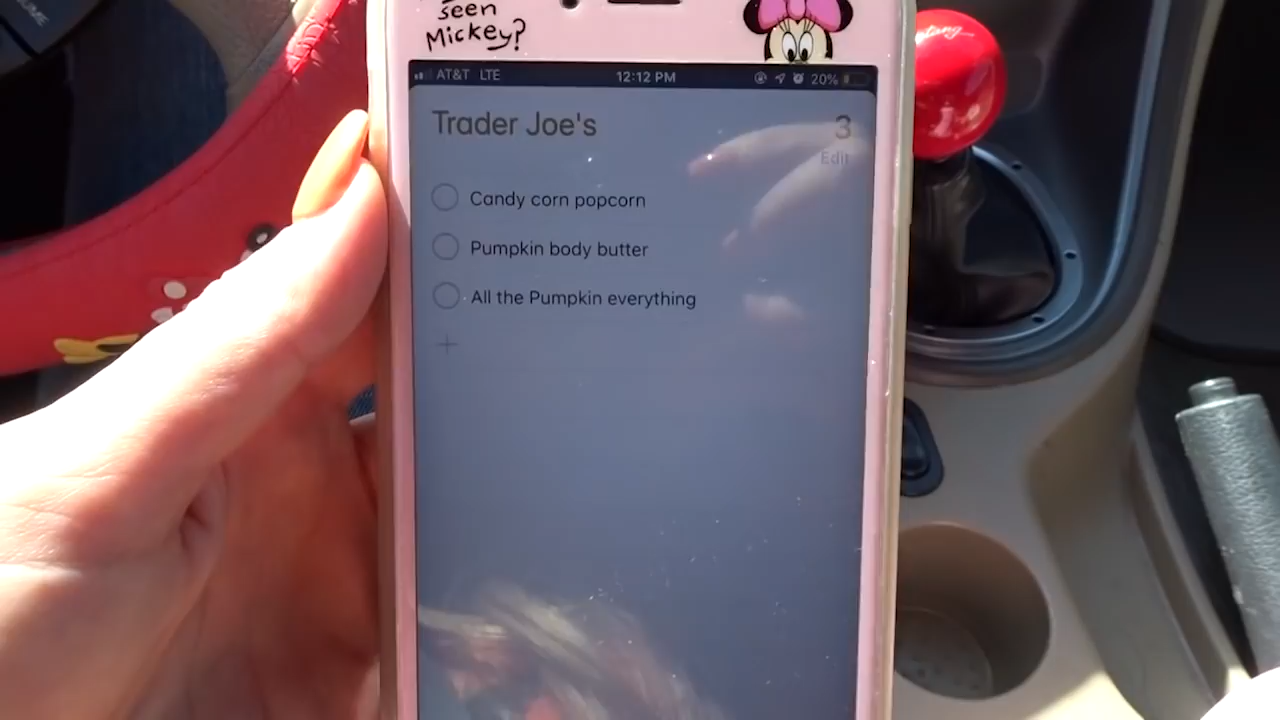 seen
Mickey?
AT&T LTE 12:12 PM 20%
Trader Joe's 3
Edit
Candy corn popcorn
Pumpkin body butter
All the Pumpkin everything